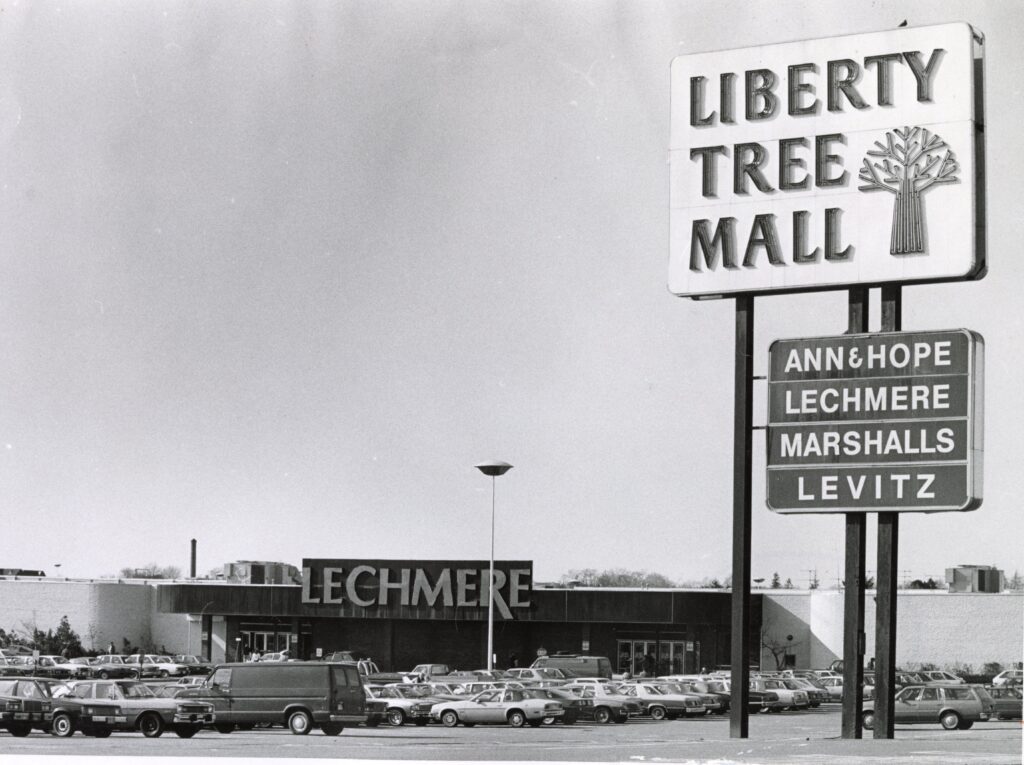 LIBERTY
TREE
MALL
ANN & HOPE
LECHMERE
MARSHALLS
LEVITZ
LECHMERE